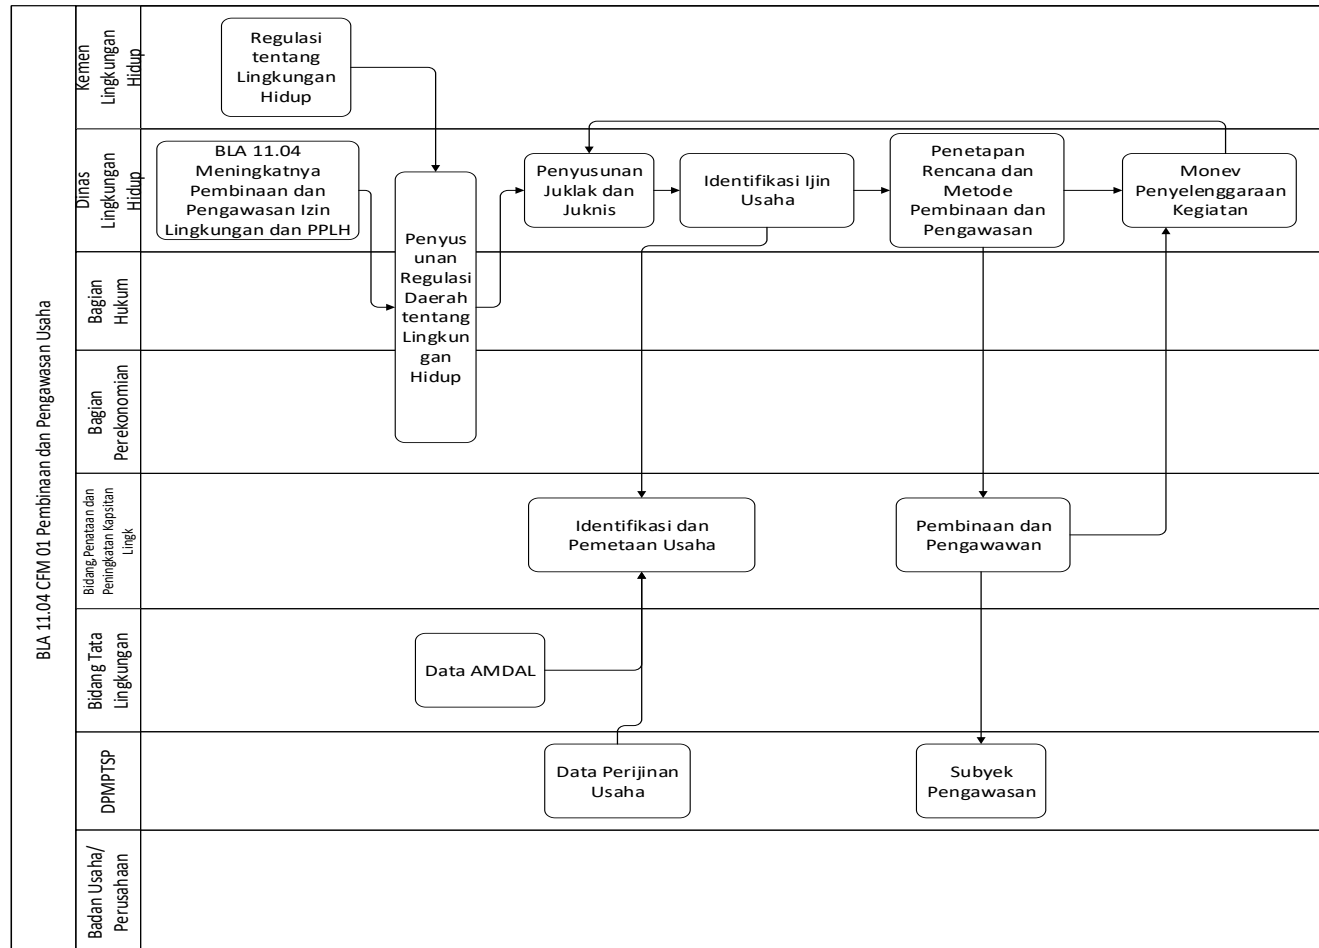 BLA 11.04 CFM 01 Pembinaan dan Pengawasan Usaha
Kemen
Lingkungan
Hidup
Regulasi
tentang
Lingkungan
Hidup
Dinas
Lingkungan
Hidup
BLA 11.04
Meningkatnya
Pembinaan dan
Pengawasan Izin
Lingkungan dan PPLH
Penyus
unan
Regulasi
Daerah
tentang
Lingkun
gan
Hidup
Penyusunan
Juklak dan
Juknis
Identifikasi Ijin
Usaha
Penetapan
Rencana dan
Metode
Pembinaan dan
Pengawasan
Monev
Penyelenggaraan
Kegiatan
Bagian
Hukum
Bagian
Perekonomian
Bidang,Penataan dan
Peningkatan Kapsitan
Lingk
Identifikasi dan
Pemetaan Usaha
Pembinaan dan
Pengawawan
Bidang Tata
Lingkungan
Data AMDAL
DPMPTSP
Data Perijinan
Usaha
Subyek
Pengawasan
Badan Usaha/
Perusahaan